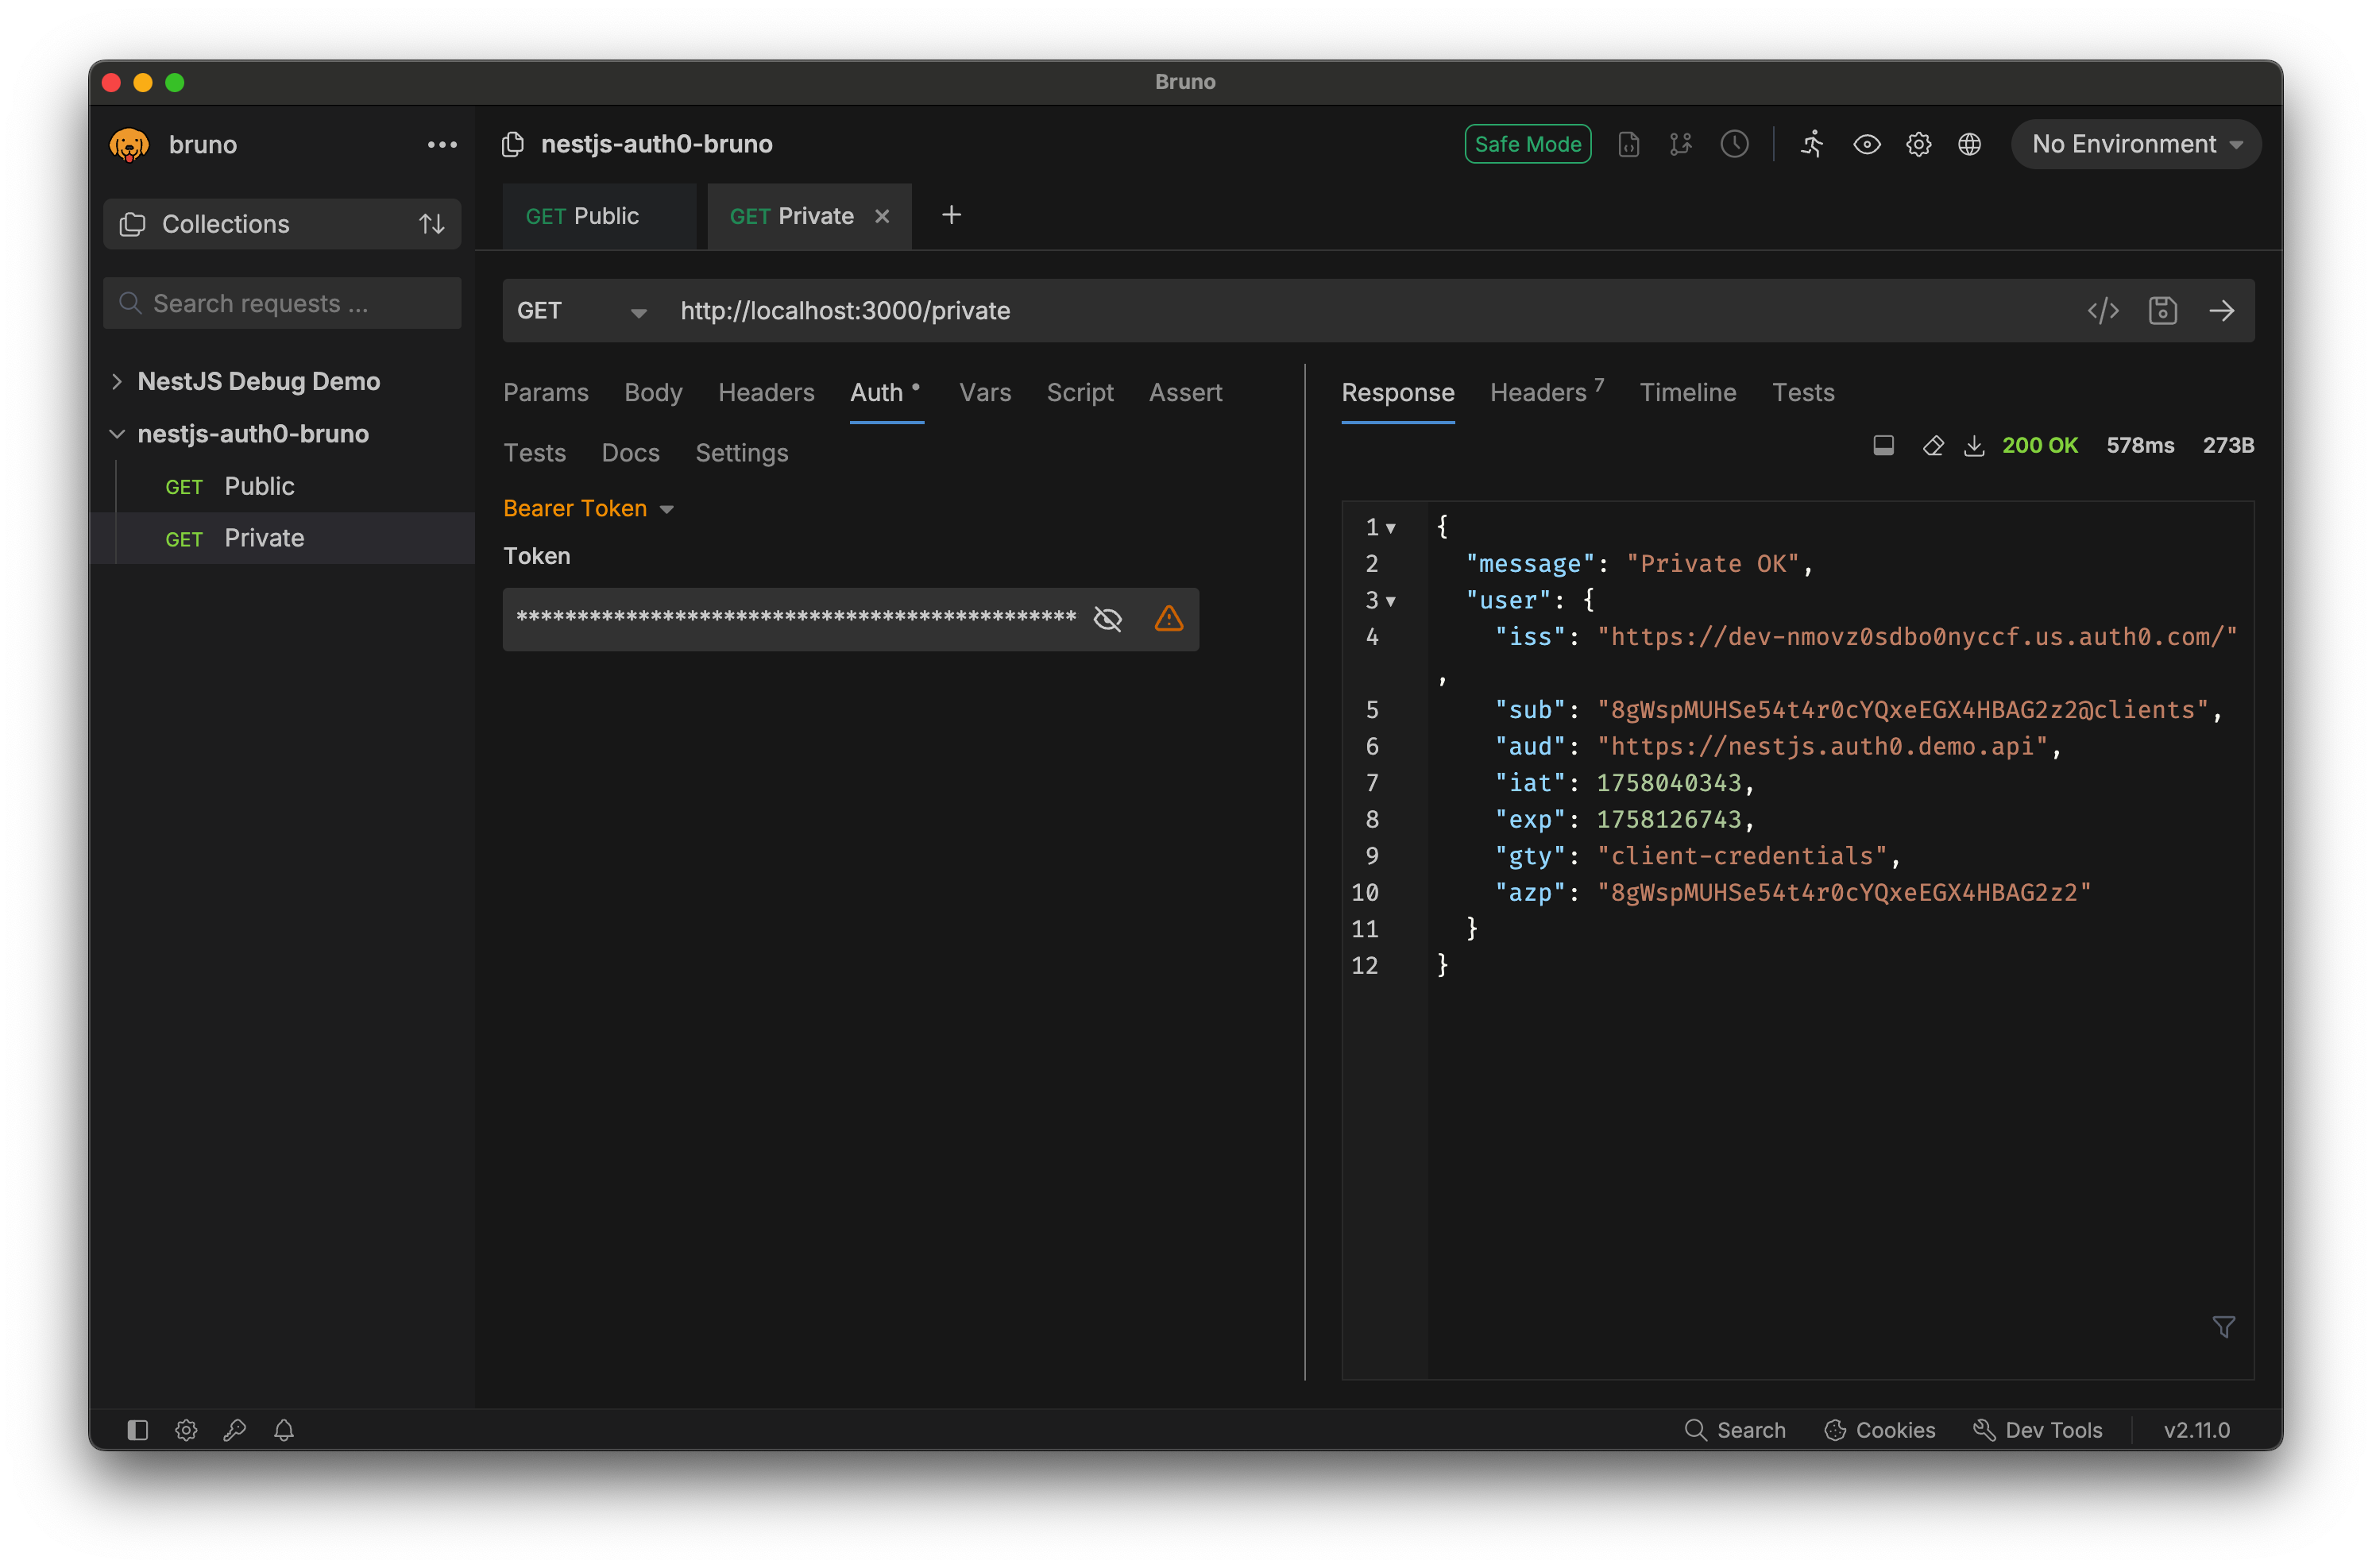 Bruno
bruno
nestjs-auth0-bruno
Safe Mode
No Environment
Collections
GET Public
GET Private
Search requests ...
GET
http://localhost:3000/private
NestJS Debug Demo
nestjs-auth0-bruno
GET Public
GET Private
Params Body Headers Auth Vars Script Assert
Tests Docs Settings
Bearer Token
Token
**********************************************
Response Headers 7 Timeline Tests
200 OK 578ms 273B
1 {
2 "message": "Private OK",
3 "user": {
4 "iss": "https://dev-nmovz0sdbo0nyccf.us.auth0.com/"
,
5 "sub": "8gWspMUHSe54t4r0cYQxeEGX4HBAG2z2@clients",
6 "aud": "https://nestjs.auth0.demo.api",
7 "iat": 1758040343,
8 "exp": 1758126743,
9 "gty": "client-credentials",
10 "azp": "8gWspMUHSe54t4r0cYQxeEGX4HBAG2z2"
11 }
12 }
Search Cookies Dev Tools v2.11.0